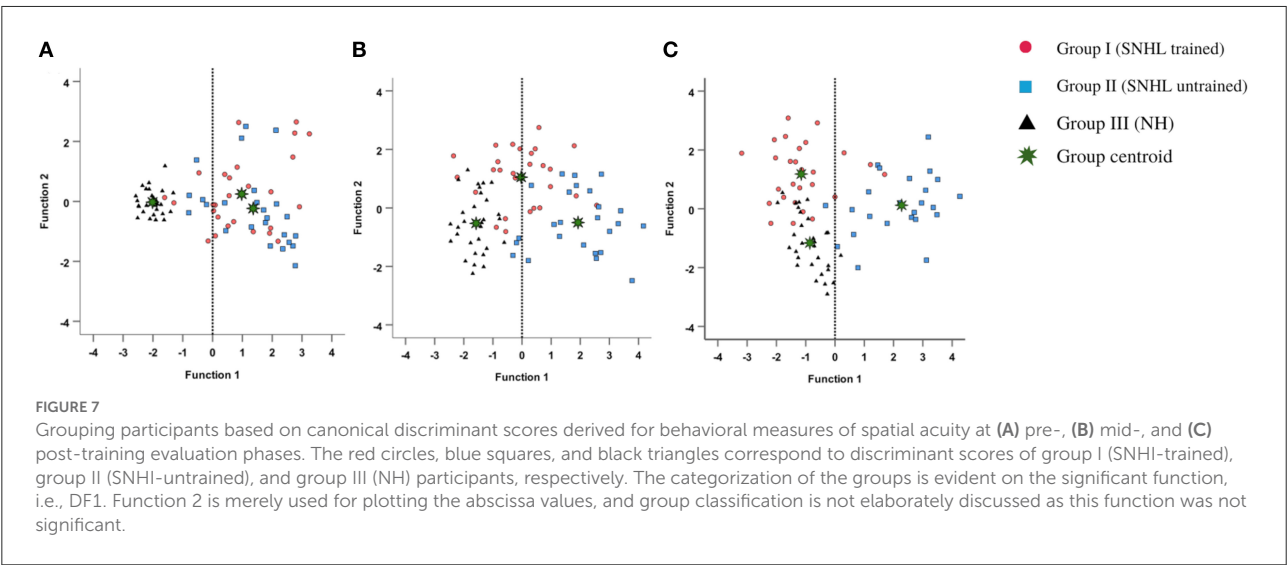 A
B
C
Group I (SNHL trained)
Group II (SNHL untrained)
Group III (NH)
Group centroid
Function 2
4
2
0
-2
-4
-4 -3 -2 -1 0 1 2 3 4
Function 1
Function 2
4
2
0
-2
-4
-4 -3 -2 -1 0 1 2 3 4
Function 1
Function 2
4
2
0
-2
-4
-4 -3 -2 -1 0 1 2 3 4
Function 1
FIGURE 7
Grouping participants based on canonical discriminant scores derived for behavioral measures of spatial acuity at (A) pre-, (B) mid-, and (C)
post-training evaluation phases. The red circles, blue squares, and black triangles correspond to discriminant scores of group I (SNHI-trained),
group II (SNHI-untrained), and group III (NH) participants, respectively. The categorization of the groups is evident on the significant function,
i.e., DF1. Function 2 is merely used for plotting the abscissa values, and group classification is not elaborately discussed as this function was not
significant.